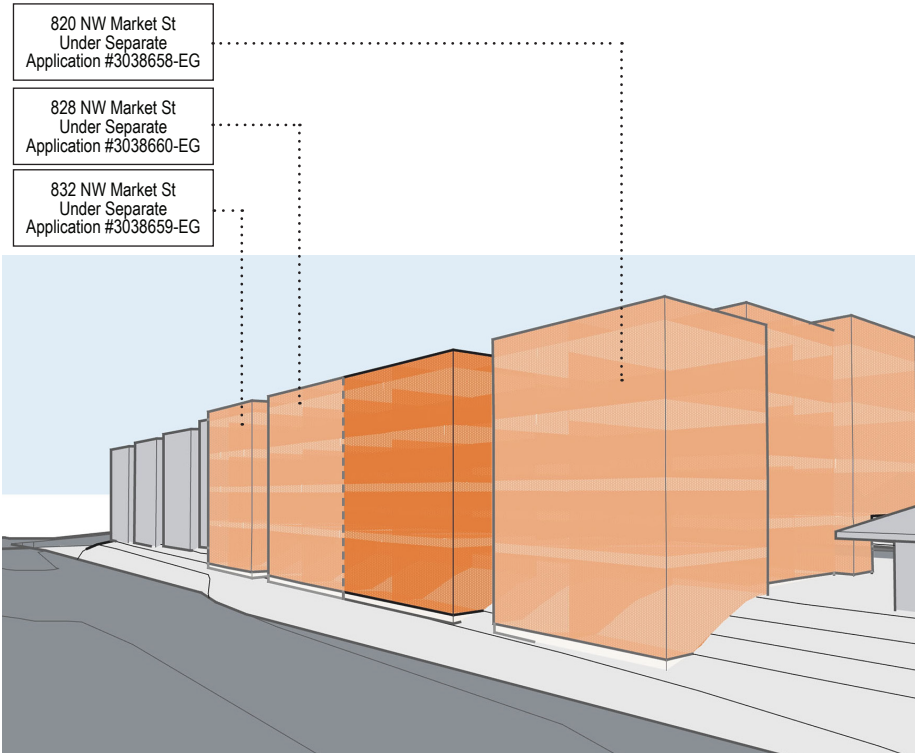 820 NW Market St
Under Separate
Application #3038658-EG
828 NW Market St
Under Separate
Application #3038660-EG
832 NW Market St
Under Separate
Application #3038659-EG